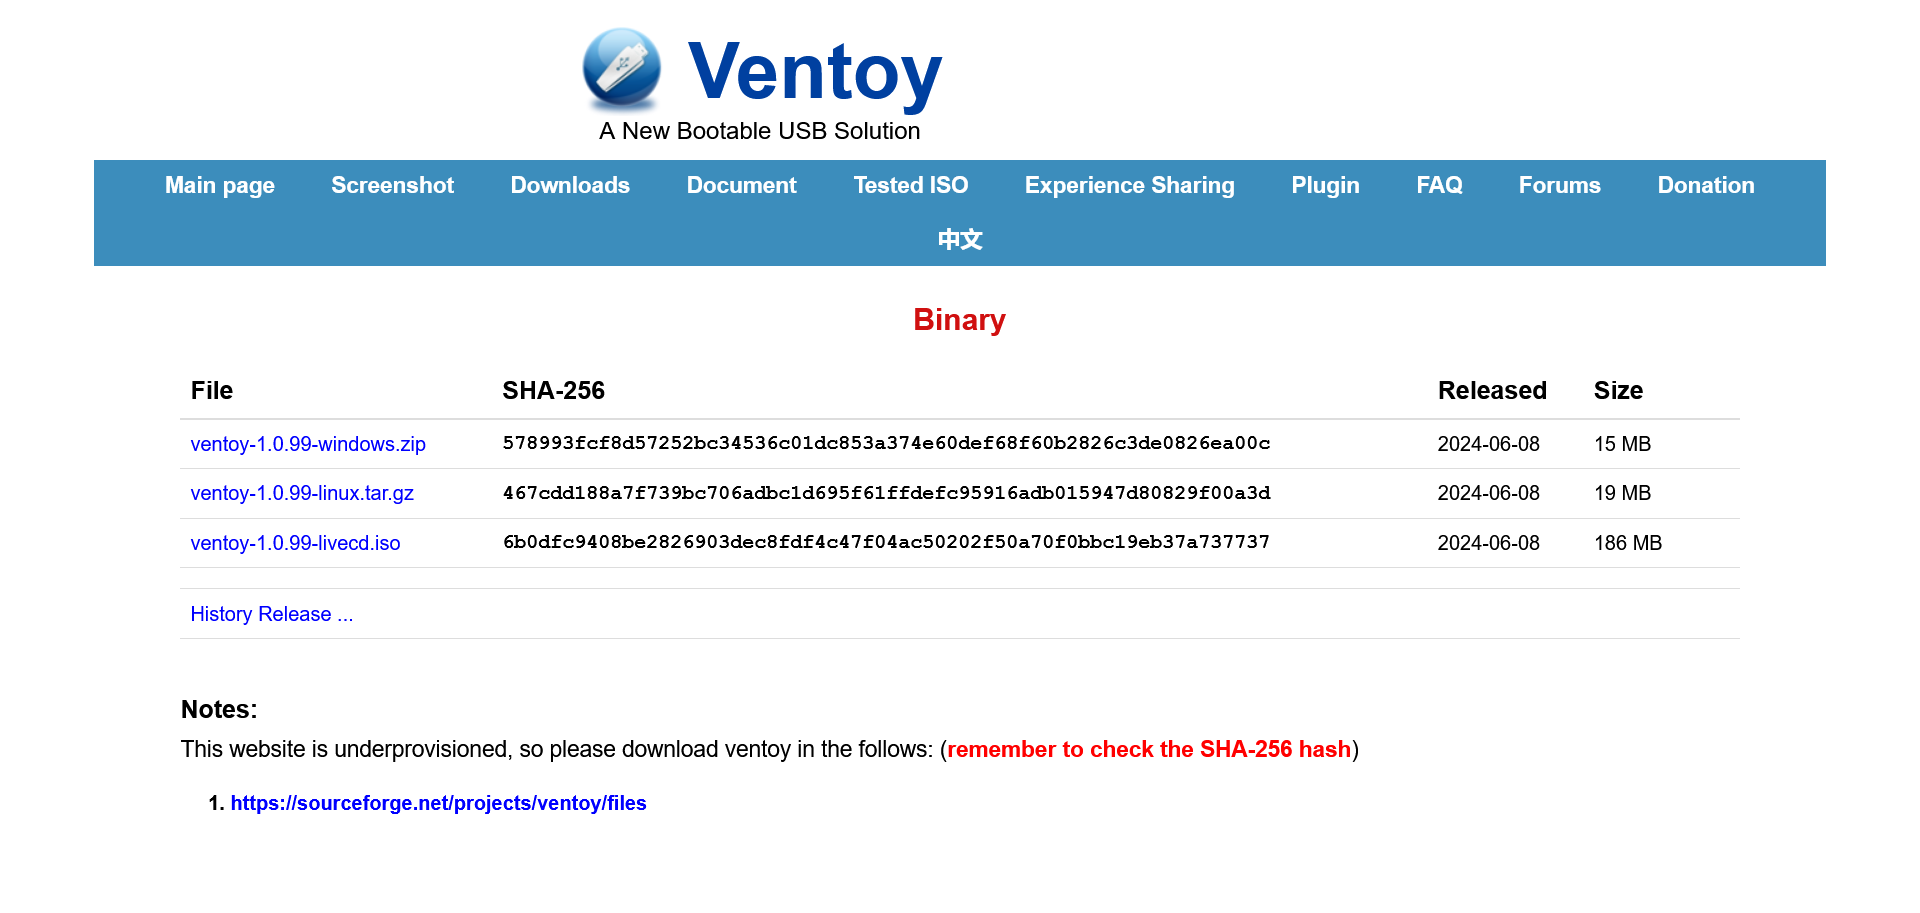 Ventoy
A New Bootable USB Solution
Main page Screenshot Downloads Document Tested ISO Experience Sharing Plugin FAQ Forums Donation
中文
Binary
File SHA-256 Released Size
ventoy-1.0.99-windows.zip 578993fcf8d57252bc34536c01dc853a374e60def68f60b2826c3de0826ea00c 2024-06-08 15 MB
ventoy-1.0.99-linux.tar.gz 467cdd188a7f739bc706adbc1d695f61ffdefc95916adb015947d80829f00a3d 2024-06-08 19 MB
ventoy-1.0.99-livecd.iso 6b0dfc9408be2826903dec8fdf4c47f04ac50202f50a70f0bbc19eb37a737737 2024-06-08 186 MB
History Release ...
Notes:
This website is underprovisioned, so please download ventoy in the follows: (remember to check the SHA-256 hash)
1. https://sourceforge.net/projects/ventoy/files